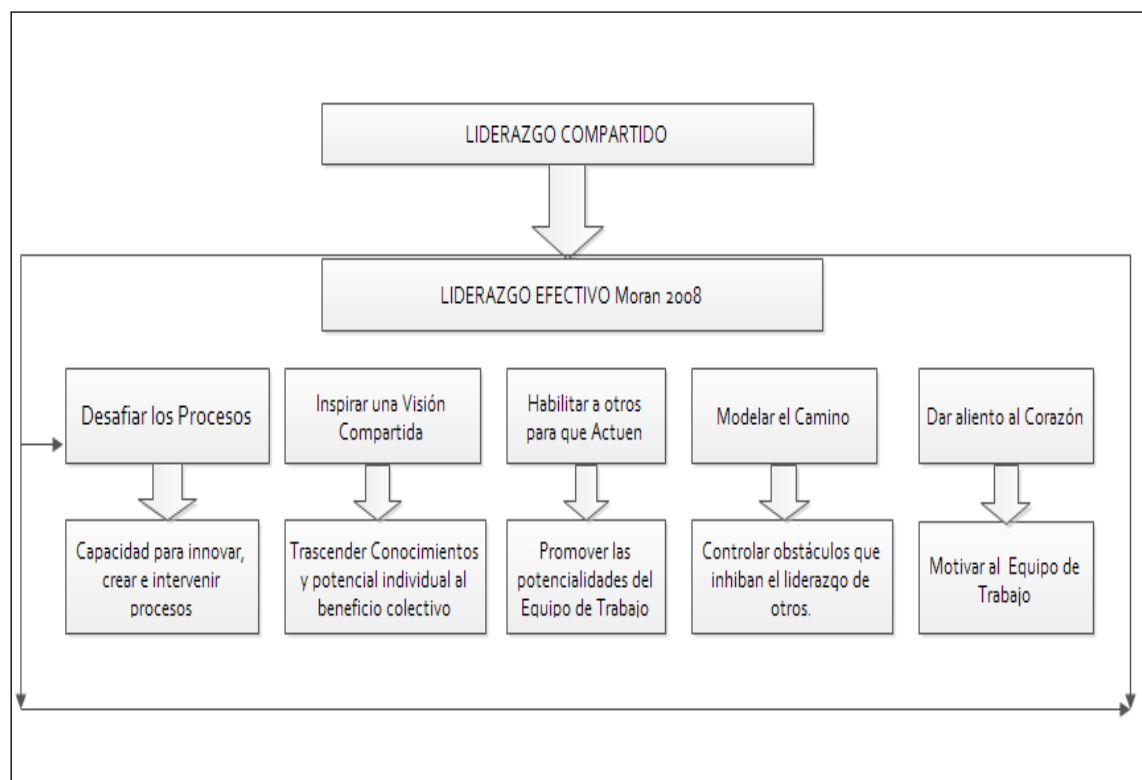 LIDERAZGO COMPARTIDO
LIDERAZGO EFECTIVO Moran 2008
Desafiar los Procesos
Inspirar una Visión
Compartida
Habilitar a otros
para que Actuen
Modelar el Camino
Dar aliento al Corazón
Capacidad para innovar,
crear e intervenir
procesos
Trascender Conocimientos
y potencial individual al
beneficio colectivo
Promover las
potencialidades del
Equipo de Trabajo
Controlar obstáculos que
inhiban el liderazgo de
otros.
Motivar al Equipo de
Trabajo